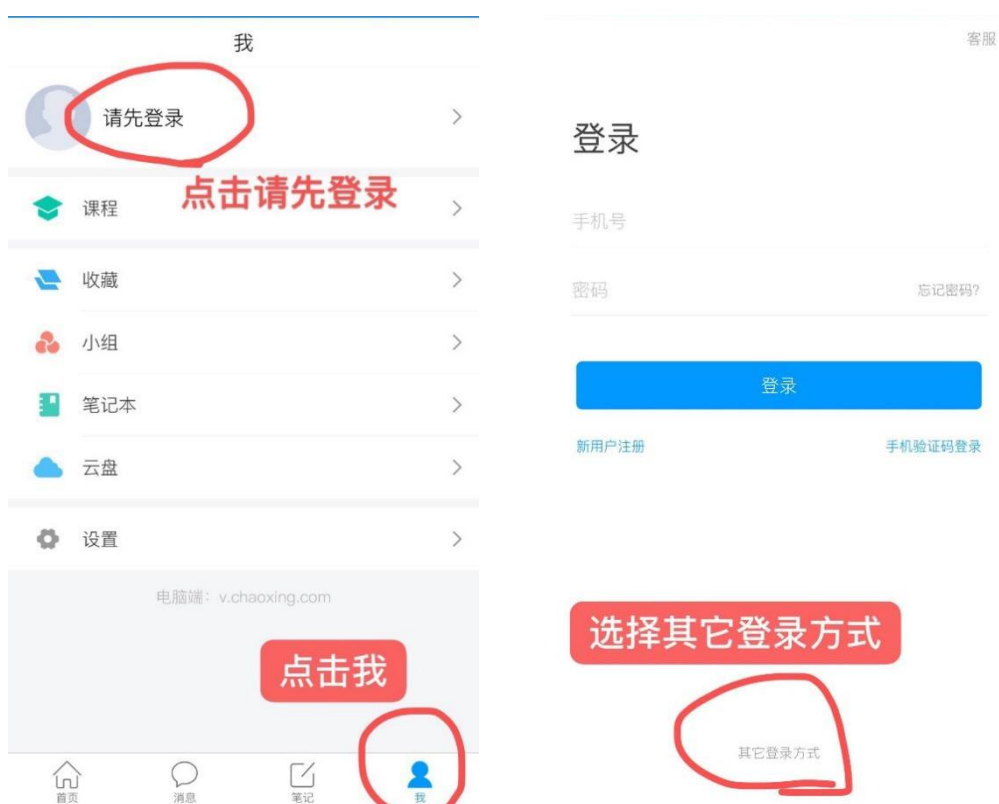 我
请先登录
点击请先登录
课程
收藏
小组
笔记本
云盘
设置
电脑端：v.chaoxing.com
点击我
首页
消息
笔记
我
客服
登录
手机号
密码
忘记密码?
登录
新用户注册
手机验证码登录
选择其它登录方式
其它登录方式